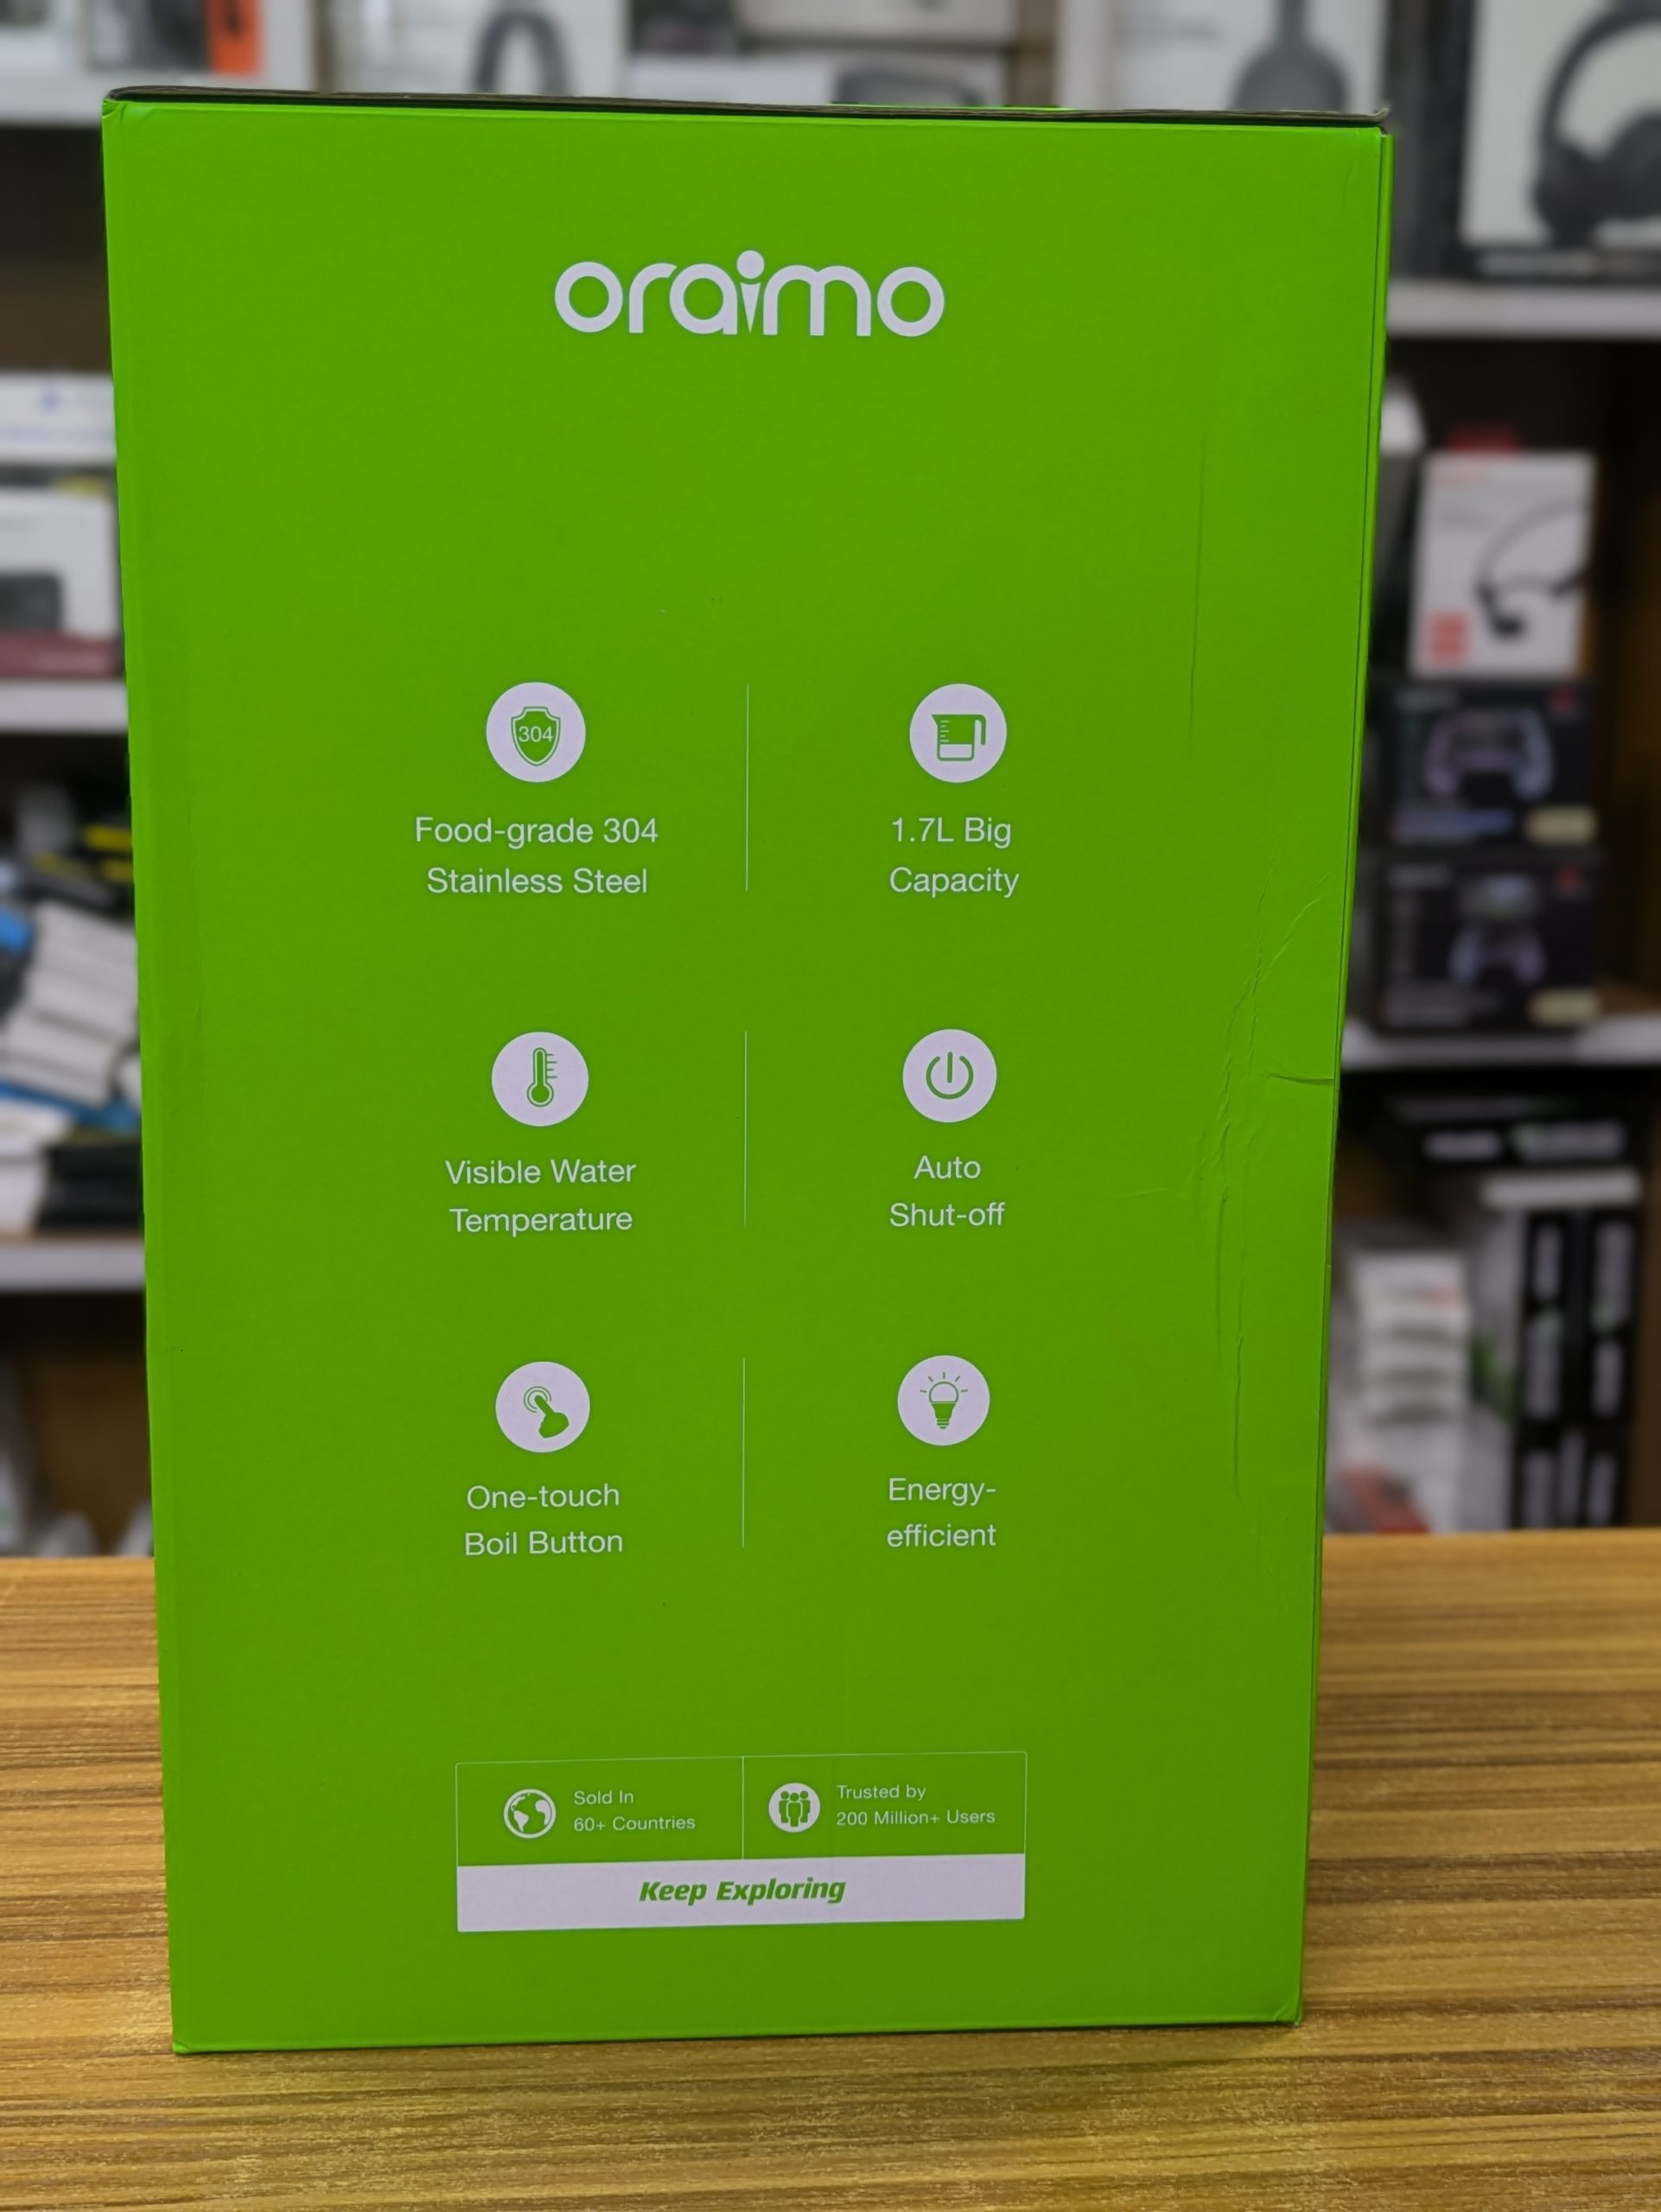 oraimo
304
Food-grade 304
Stainless Steel
1.7L Big
Capacity
Visible Water
Temperature
Auto
Shut-off
One-touch
Boil Button
Energy-
efficient
Sold In
60+ Countries
Trusted by
200 Million+ Users
Keep Exploring